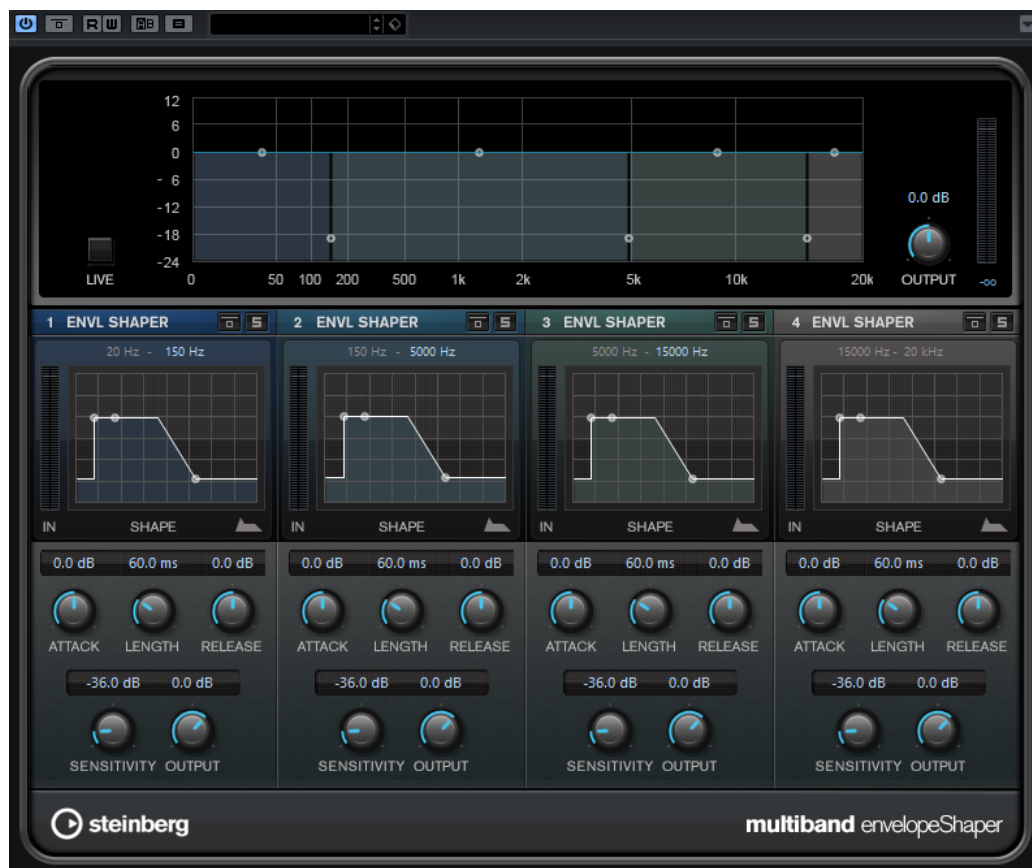 R W AB
12
6
0
- 6
-12
-18
-24
0 50 100 200 500 1k 2k 5k 10k 20k
LIVE
0.0 dB
OUTPUT
-oo
1 ENVL SHAPER S
2 ENVL SHAPER S
3 ENVL SHAPER S
4 ENVL SHAPER S
20 Hz - 150 Hz
150 Hz - 5000 Hz
5000 Hz - 15000 Hz
15000 Hz - 20 kHz
IN SHAPE
IN SHAPE
IN SHAPE
IN SHAPE
0.0 dB 60.0 ms 0.0 dB
0.0 dB 60.0 ms 0.0 dB
0.0 dB 60.0 ms 0.0 dB
0.0 dB 60.0 ms 0.0 dB
ATTACK LENGTH RELEASE
ATTACK LENGTH RELEASE
ATTACK LENGTH RELEASE
ATTACK LENGTH RELEASE
-36.0 dB 0.0 dB
-36.0 dB 0.0 dB
-36.0 dB 0.0 dB
-36.0 dB 0.0 dB
SENSITIVITY OUTPUT
SENSITIVITY OUTPUT
SENSITIVITY OUTPUT
SENSITIVITY OUTPUT
steinberg
multiband envelopeShaper